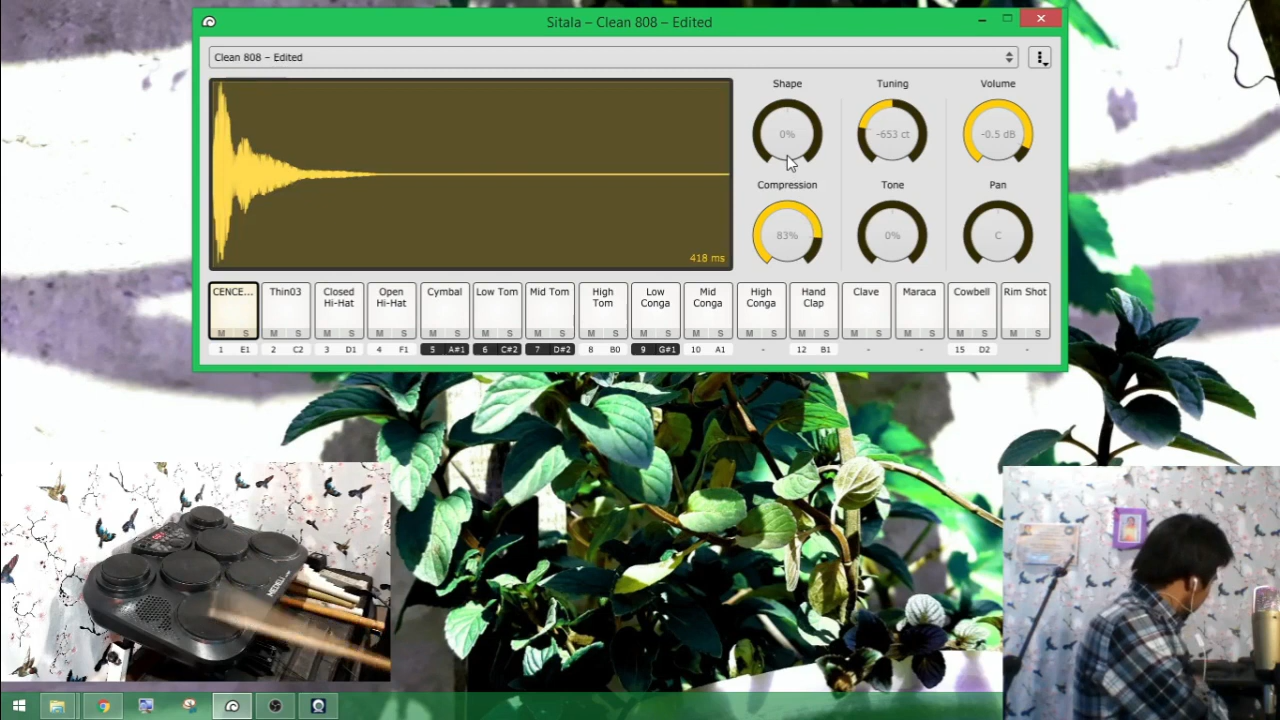 Sitala – Clean 808 – Edited
Clean 808 – Edited
Shape Tuning Volume
0% -653 ct -0.5 dB
Compression Tone Pan
83% 0% C
418 ms
CENCE... Thin03 Closed Hi-Hat Open Hi-Hat Cymbal Low Tom Mid Tom High Tom Low Conga Mid Conga High Conga Hand Clap Clave Maraca Cowbell Rim Shot
M S M S M S M S M S M S M S M S M S M S M S M S M S M S M S M S
1 E1 2 C2 3 D1 4 F1 5 A#1 6 C#2 7 D#2 8 B0 9 G#1 10 A1 - 12 B1 - - 15 D2 -
MEDELI